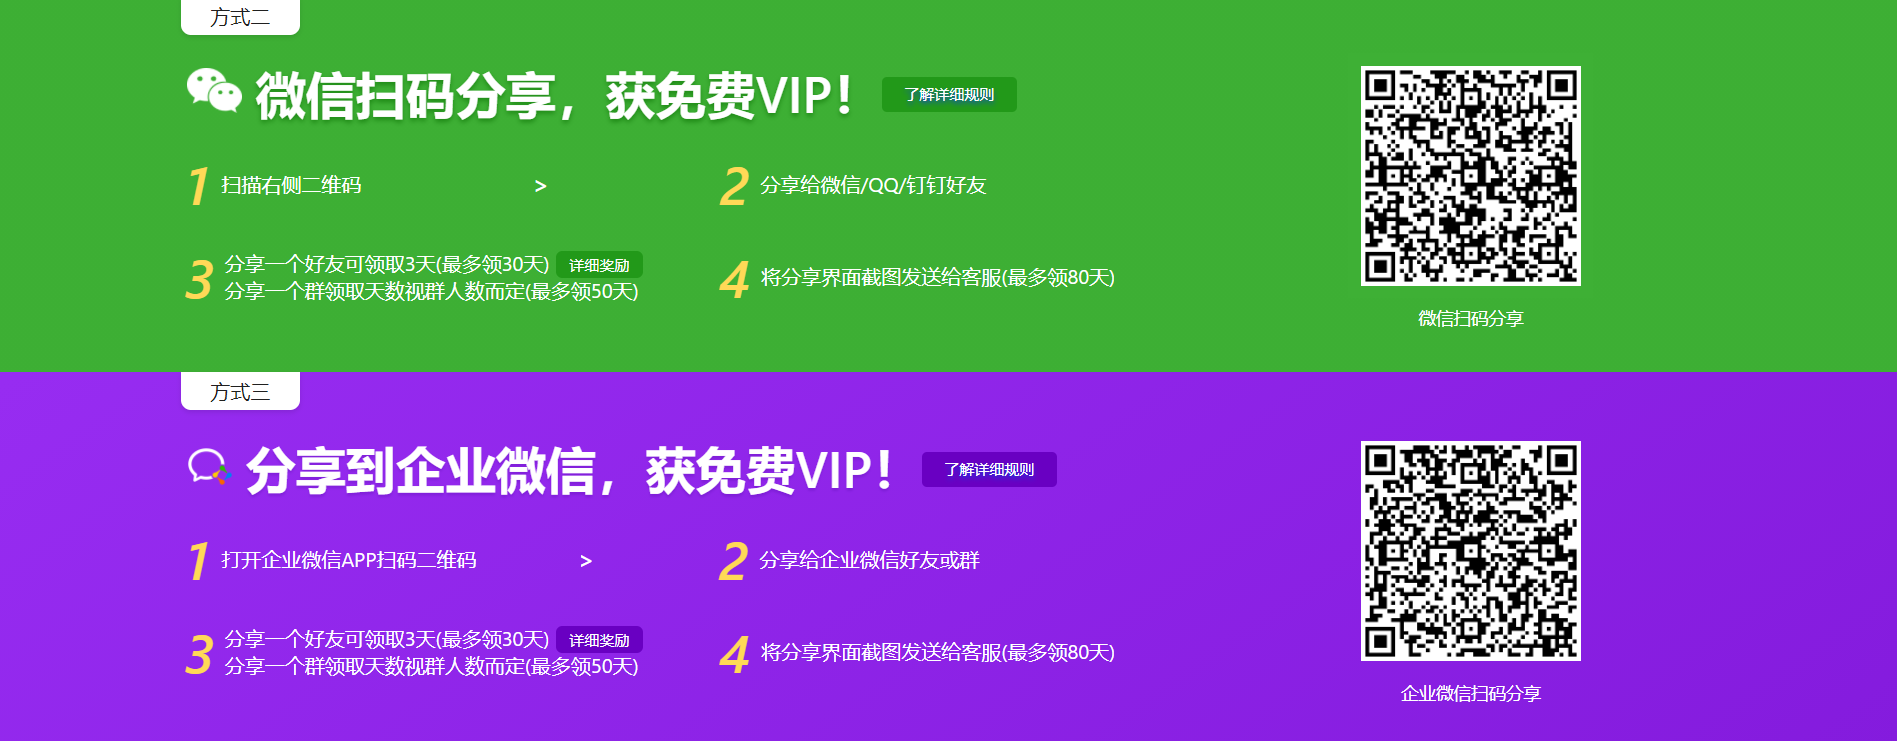 方式二
微信扫码分享，获免费VIP！
了解详细规则
1 扫描右侧二维码 >
2 分享给微信/QQ/钉钉好友
3 分享一个好友可领取3天(最多领30天) 详细奖励
分享一个群领取天数视群人数而定(最多领50天)
4 将分享界面截图发送给客服(最多领80天)
微信扫码分享
方式三
分享到企业微信，获免费VIP！
了解详细规则
1 打开企业微信APP扫码二维码 >
2 分享给企业微信好友或群
3 分享一个好友可领取3天(最多领30天) 详细奖励
分享一个群领取天数视群人数而定(最多领50天)
4 将分享界面截图发送给客服(最多领80天)
企业微信扫码分享